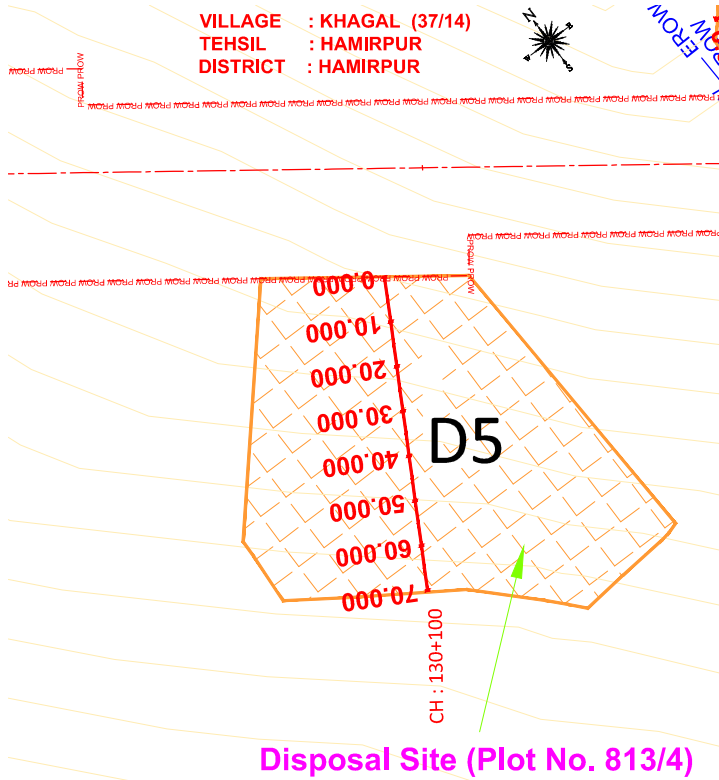 VILLAGE : KHAGAL (37/14)
TEHSIL : HAMIRPUR
DISTRICT : HAMIRPUR
N
E
S
EROW
ROW
PROW PROW
PROW PROW
PROW PROW PROW PROW PROW PROW PROW PROW PROW PROW PROW PROW PROW PROW PROW PROW PROW PROW PROW PROW
PROW PROW PROW PROW PROW PROW PROW PROW
PROW PROW
PROW PROW PROW PROW PROW PROW PROW PROW PROW PROW PROW PROW PROW PROW
0.000
10.000
20.000
30.000
40.000
50.000
60.000
70.000
D5
CH : 130+100
Disposal Site (Plot No. 813/4)